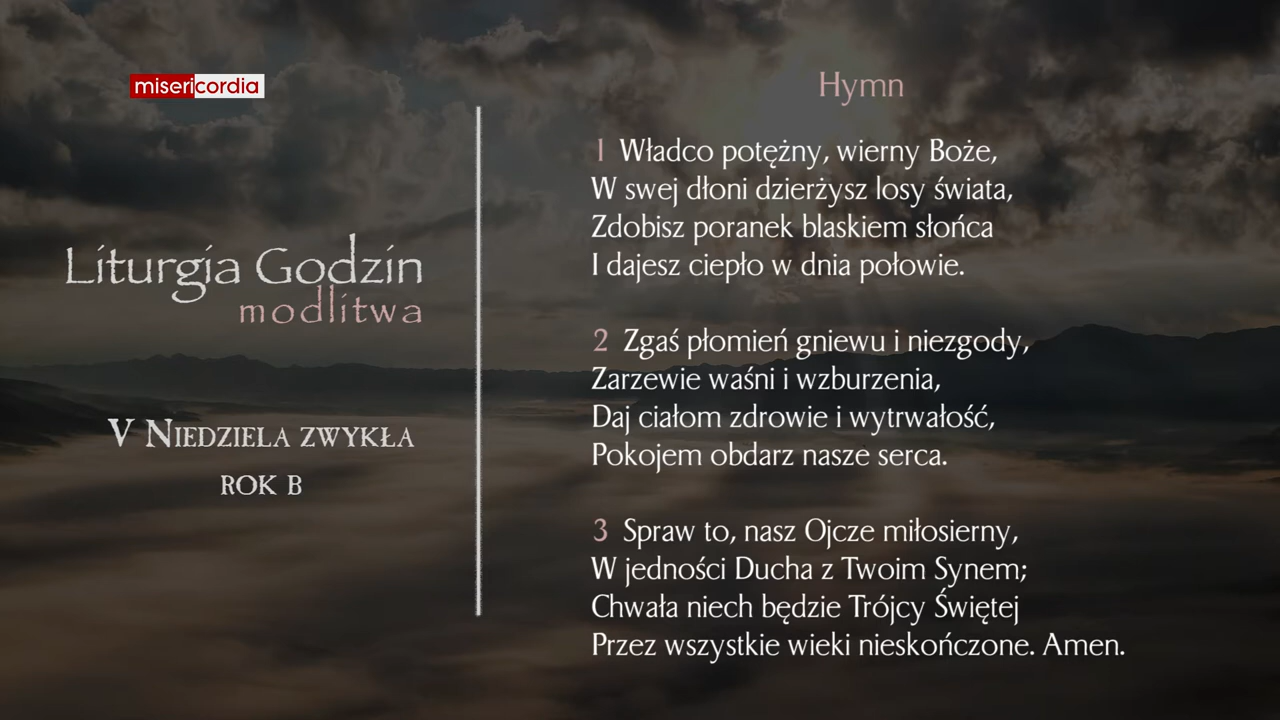 misericordia
Liturgia Godzin
modlitwa
V Niedziela zwykła
rok B
Hymn
1 Władco potężny, wierny Boże,
W swej dłoni dzierżysz losy świata,
Zdobisz poranek blaskiem słońca
I dajesz ciepło w dnia połowie.
2 Zgaś płomień gniewu i niezgody,
Zarzewie waśni i wzburzenia,
Daj ciałom zdrowie i wytrwałość,
Pokojem obdarz nasze serca.
3 Spraw to, nasz Ojcze miłosierny,
W jedności Ducha z Twoim Synem;
Chwała niech będzie Trójcy Świętej
Przez wszystkie wieki nieskończone. Amen.